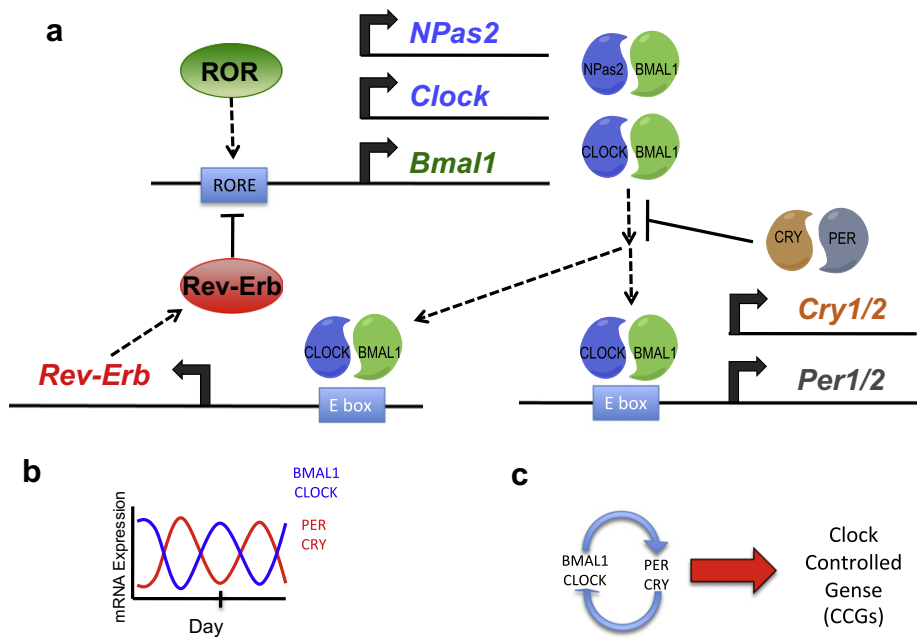 a
NPas2
ROR
Clock
Bmal1
RORE
NPas2 BMAL1
CLOCK BMAL1
CRY PER
Rev-Erb
Rev-Erb
CLOCK BMAL1
E box
CLOCK BMAL1
E box
Cry1/2
Per1/2
b
BMAL1
CLOCK
PER
CRY
mRNA Expression
Day
c
BMAL1
CLOCK
PER
CRY
Clock
Controlled
Gense
(CCGs)